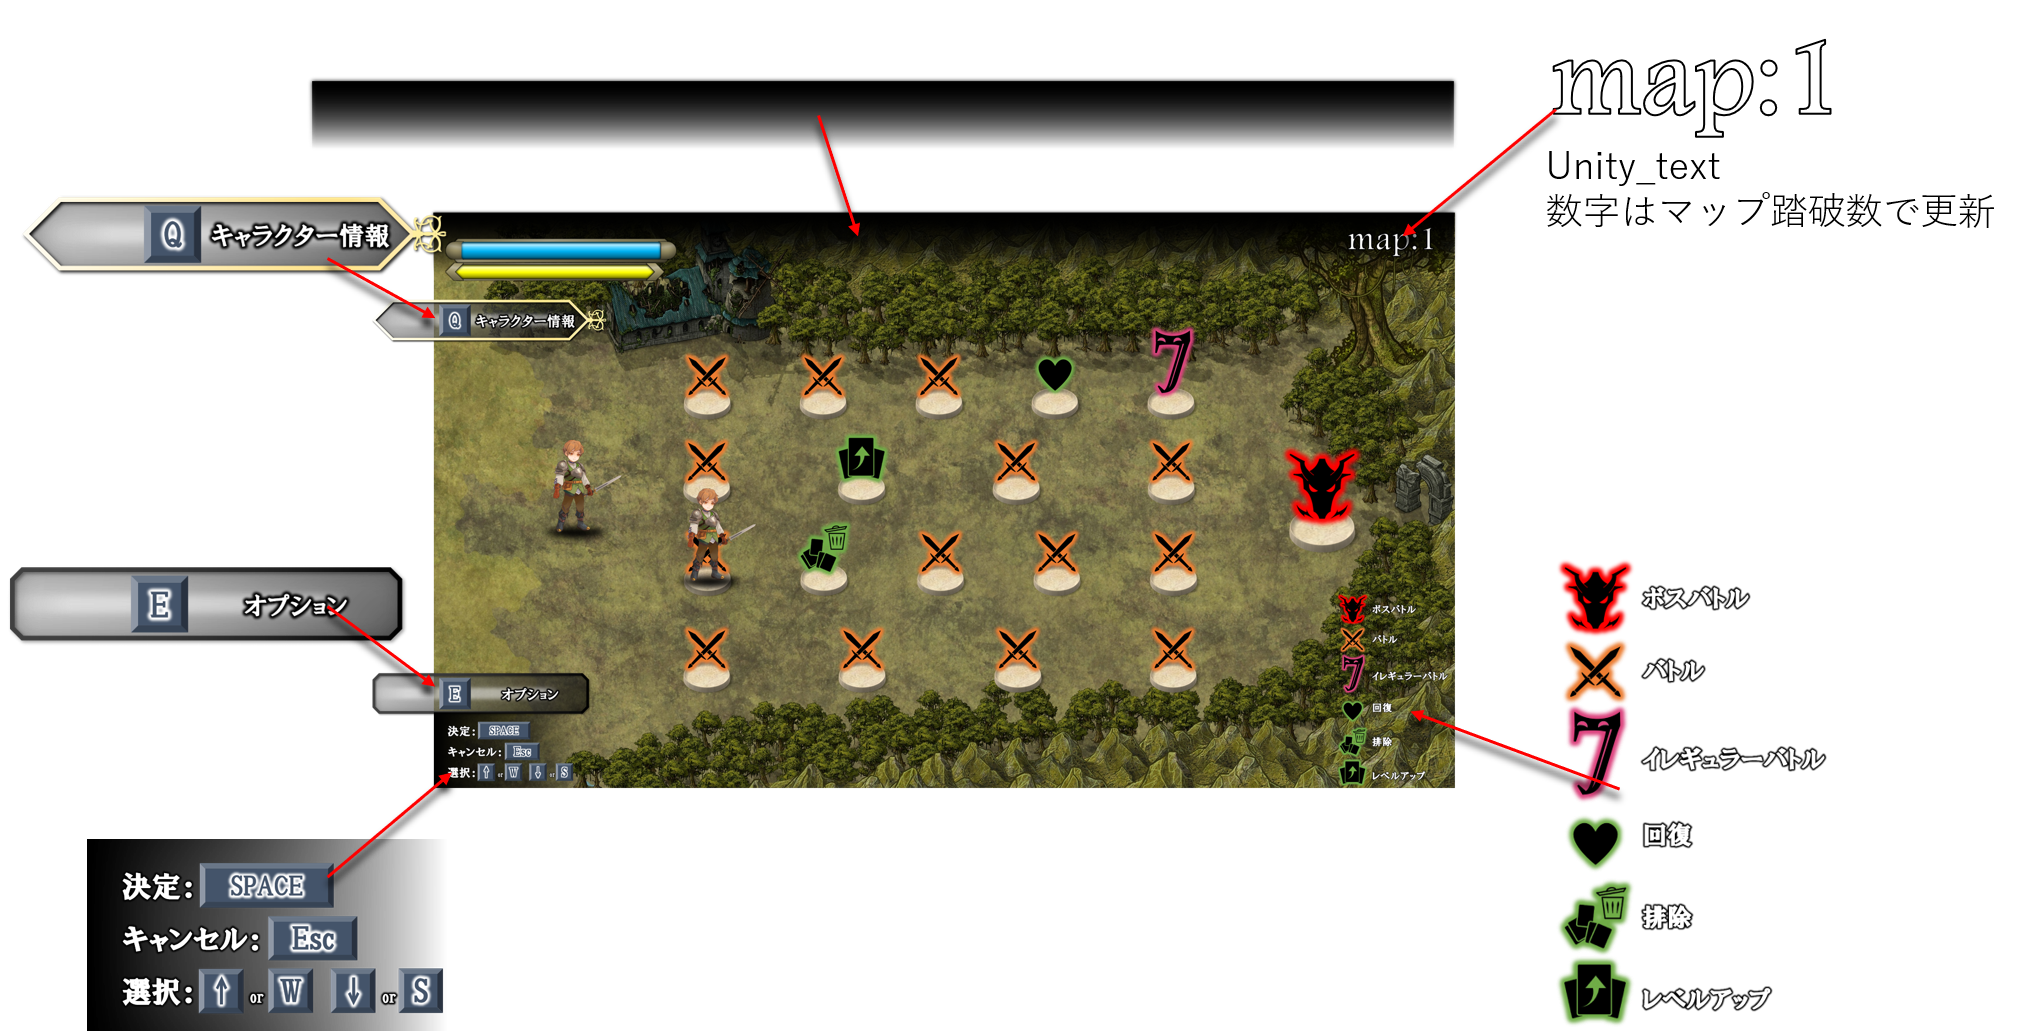 map:1
Unity_text
数字はマップ踏破数で更新
Q キャラクター情報
map:1
Q キャラクター情報
E オプション
E オプション
決定: SPACE
キャンセル: Esc
選択: ↑ or W ↓ or S
ボスバトル
バトル
イレギュラーバトル
回復
排除
レベルアップ
決定: SPACE
キャンセル: Esc
選択: ↑ or W ↓ or S
ボスバトル
バトル
イレギュラーバトル
回復
排除
レベルアップ